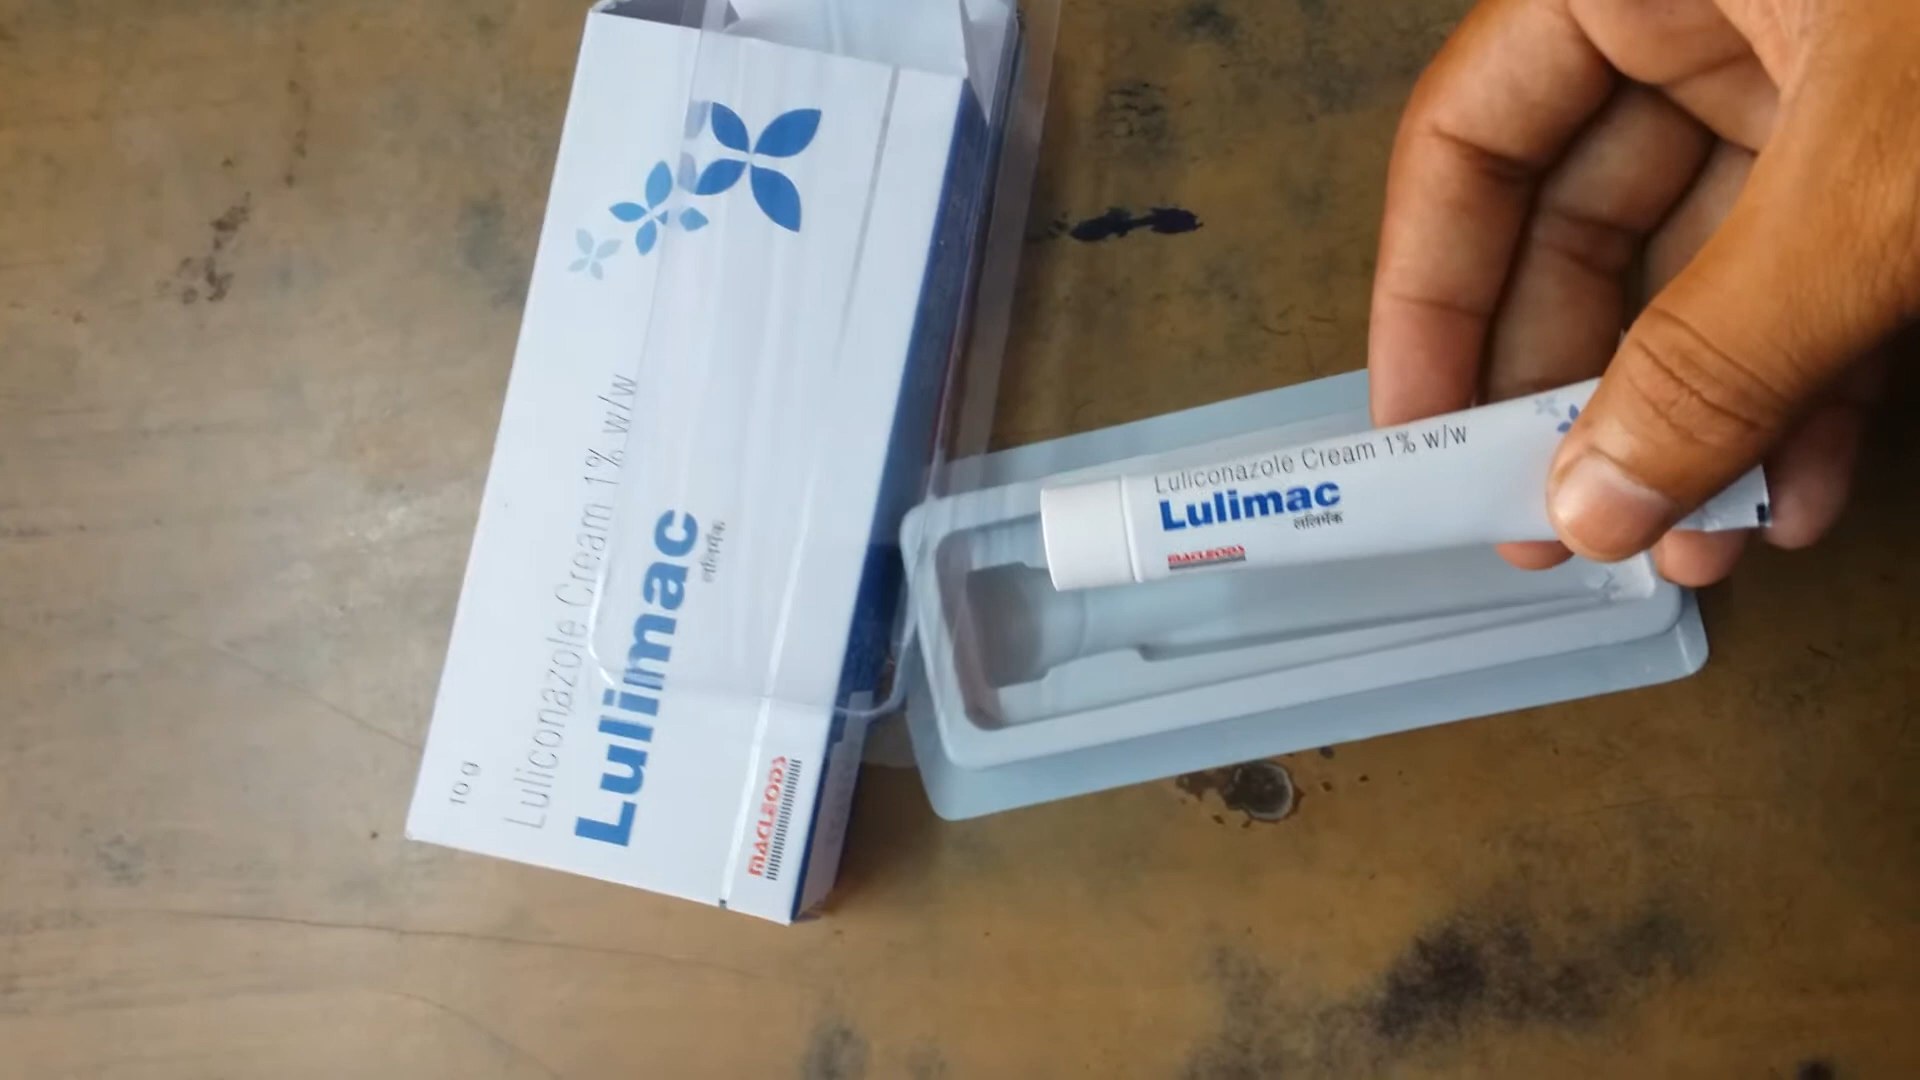 10 g
Luliconazole Cream 1% w/w
Lulimac
MACLEODS
Luliconazole Cream 1% w/w
Lulimac
लुलिमॅक
MACLEODS